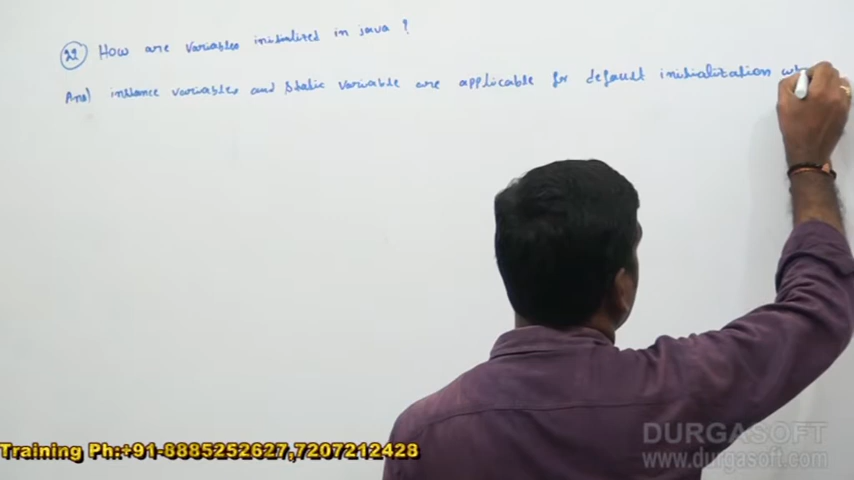 22 How are variables initialized in java ?
Ans) instance variables and static variable are applicable for default initialization
Training Ph:+91-8885252627,7207212428
DURGASOFT
www.durgasoft.com